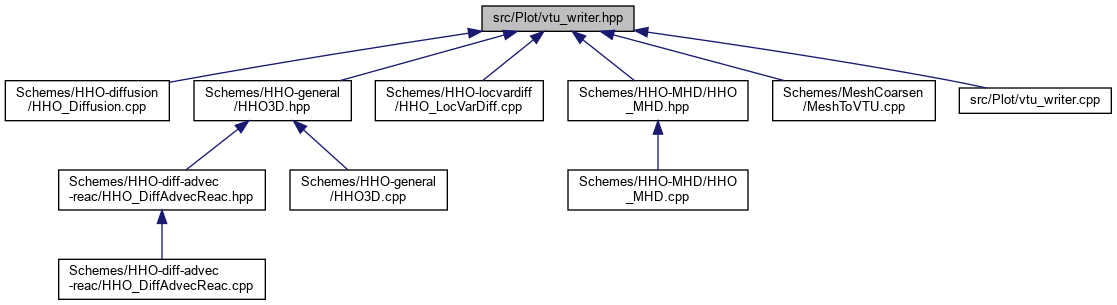 src/Plot/vtu_writer.hpp
Schemes/HHO-diffusion
/HHO_Diffusion.cpp
Schemes/HHO-general
/HHO3D.hpp
Schemes/HHO-locvardiff
/HHO_LocVarDiff.cpp
Schemes/HHO-MHD/HHO
_MHD.hpp
Schemes/MeshCoarsen
/MeshToVTU.cpp
src/Plot/vtu_writer.cpp
Schemes/HHO-diff-advec
-reac/HHO_DiffAdvecReac.hpp
Schemes/HHO-general
/HHO3D.cpp
Schemes/HHO-MHD/HHO
_MHD.cpp
Schemes/HHO-diff-advec
-reac/HHO_DiffAdvecReac.cpp